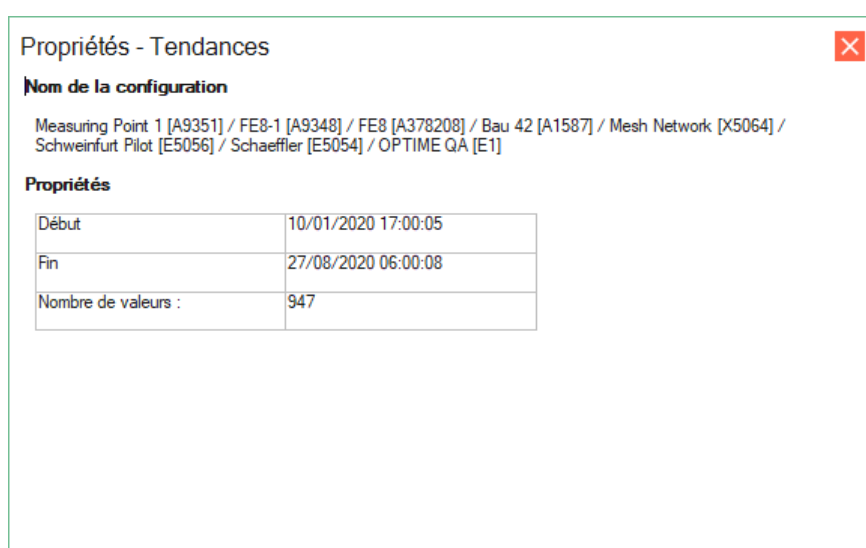 Propriétés - Tendances
Nom de la configuration
Measuring Point 1 [A9351] / FE8-1 [A9348] / FE8 [A378208] / Bau 42 [A1587] / Mesh Network [X5064] /
Schweinfurt Pilot [E5056] / Schaeffler [E5054] / OPTIME QA [E1]
Propriétés
Début 10/01/2020 17:00:05
Fin 27/08/2020 06:00:08
Nombre de valeurs : 947